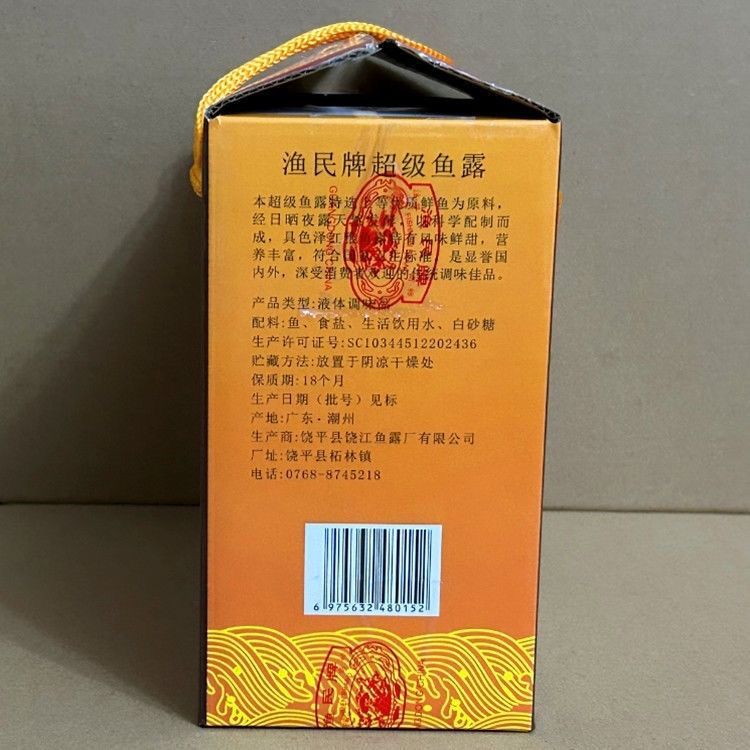 渔民牌超级鱼露
本超级鱼露特选上等优质鲜鱼为原料，
经日晒夜露天然发酵，以科学配制而
成，具色泽红
特有风味鲜甜，营
养丰富，符合国家卫生标准，是显誉国
内外，深受消费者欢迎的传统调味佳品。
产品类型:液体调味品
配料:鱼、食盐、生活饮用水、白砂糖
生产许可证号:SC10344512202436
贮藏方法:放置于阴凉干燥处
保质期:18个月
生产日期（批号）见标
产地:广东·潮州
生产商:饶平县饶江鱼露厂有限公司
厂址:饶平县柘林镇
电话:0768-8745218
6 975632 480152
渔民牌